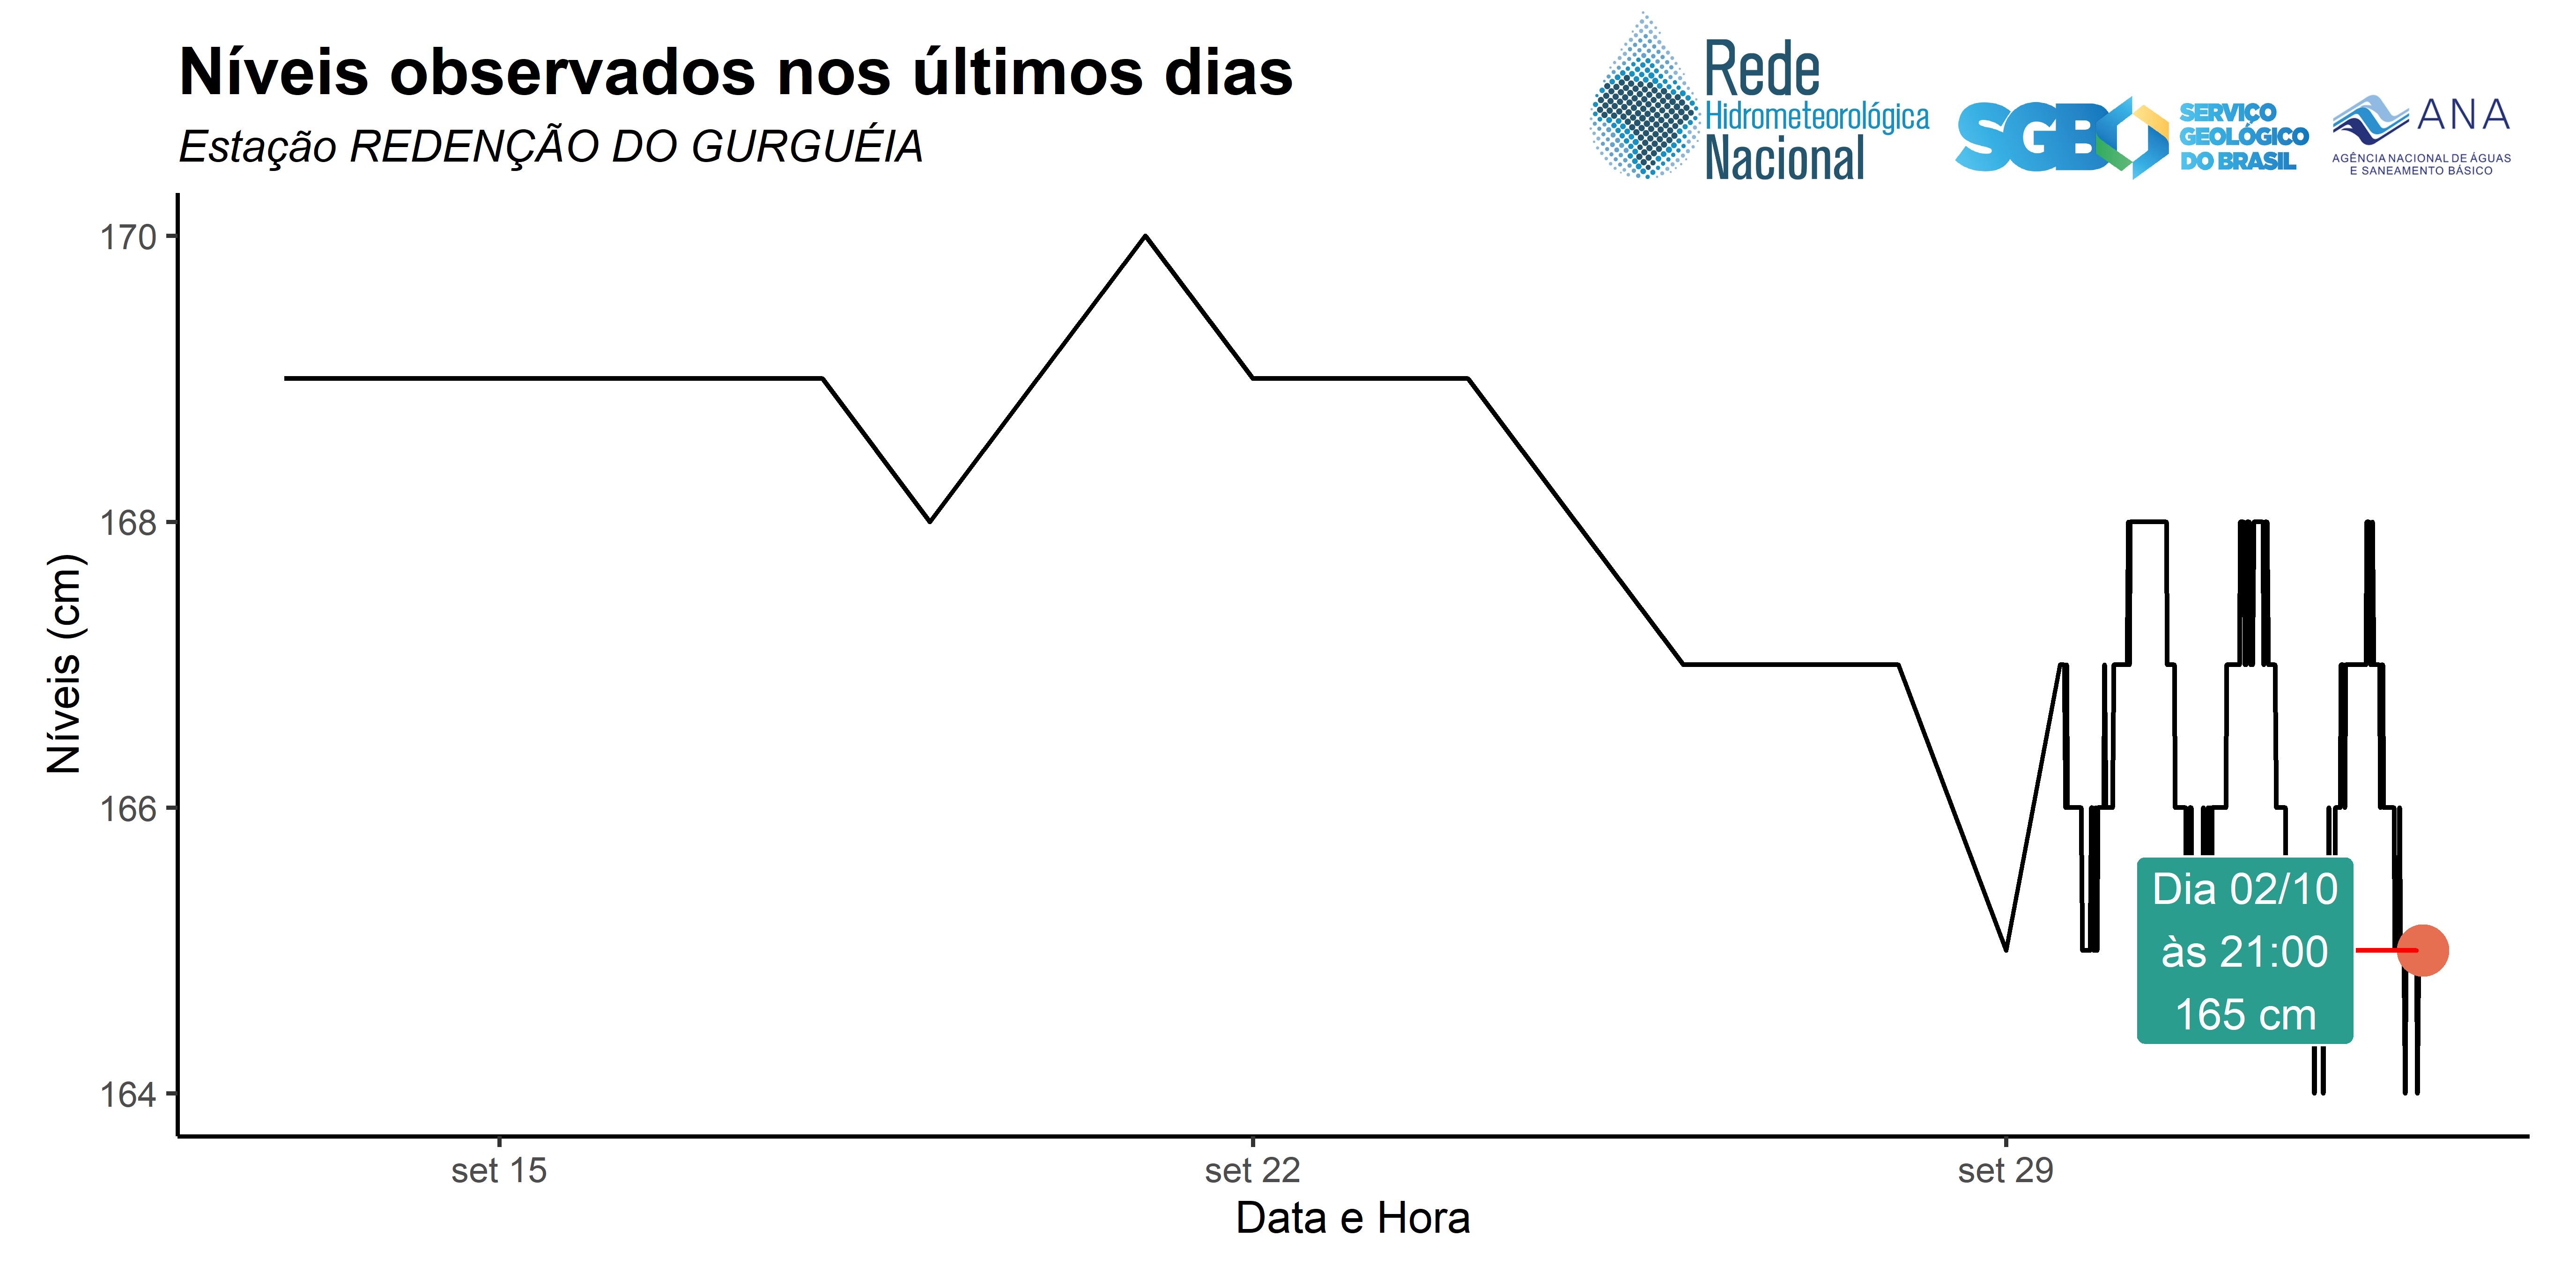 Níveis observados nos últimos dias
Estação REDENÇÃO DO GURGUÉIA
Rede
Hidrometeorológica
Nacional
SGB
SERVIÇO
GEOLÓGICO
DO BRASIL
ANA
AGÊNCIA NACIONAL DE ÁGUAS
E SANEAMENTO BÁSICO
Níveis (cm)
170
168
166
164
Dia 02/10
às 21:00
165 cm
set 15
set 22
set 29
Data e Hora